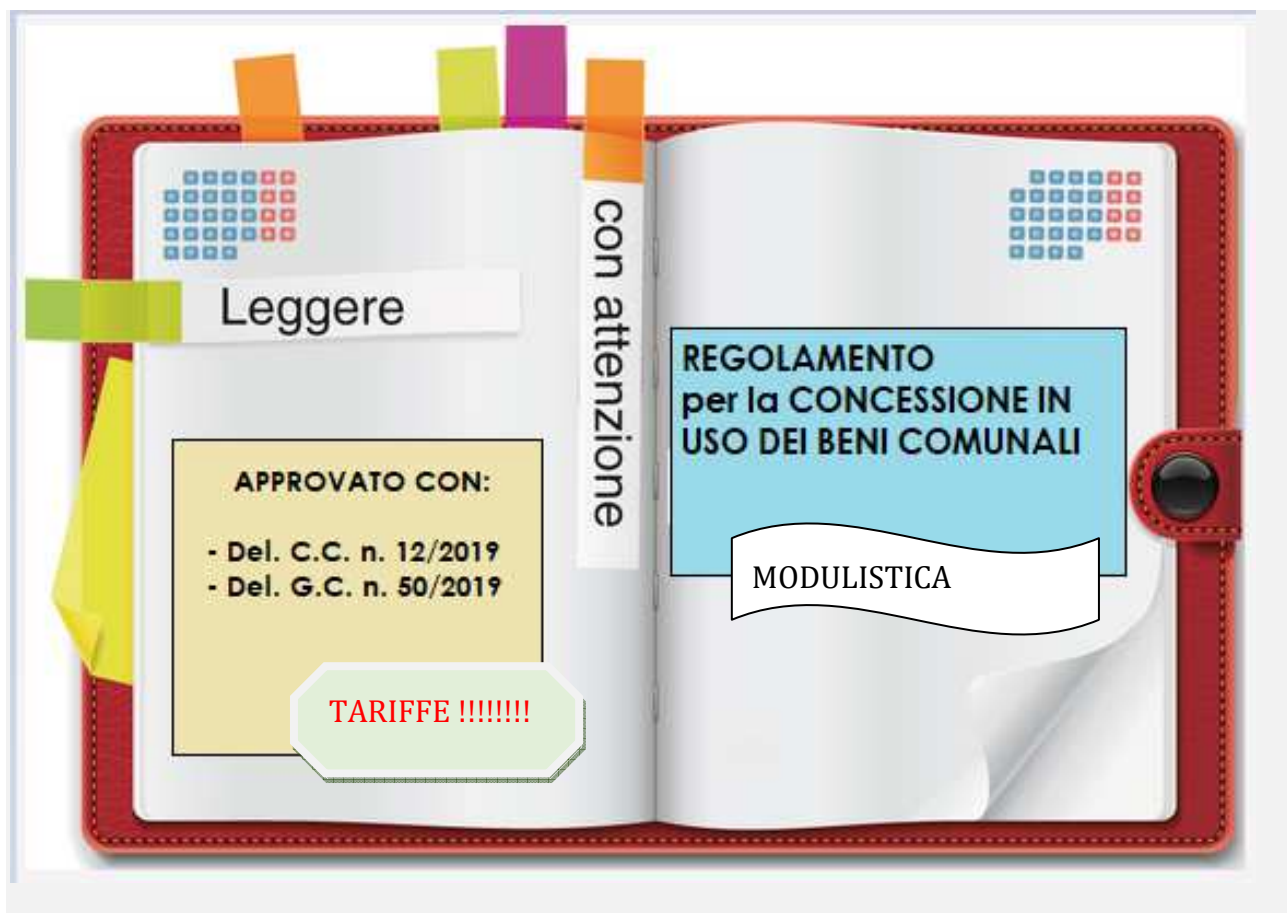 Leggere
con attenzione
APPROVATO CON:
- Del. C.C. n. 12/2019
- Del. G.C. n. 50/2019
TARIFFE !!!!!!!!
REGOLAMENTO
per la CONCESSIONE IN
USO DEI BENI COMUNALI
MODULISTICA